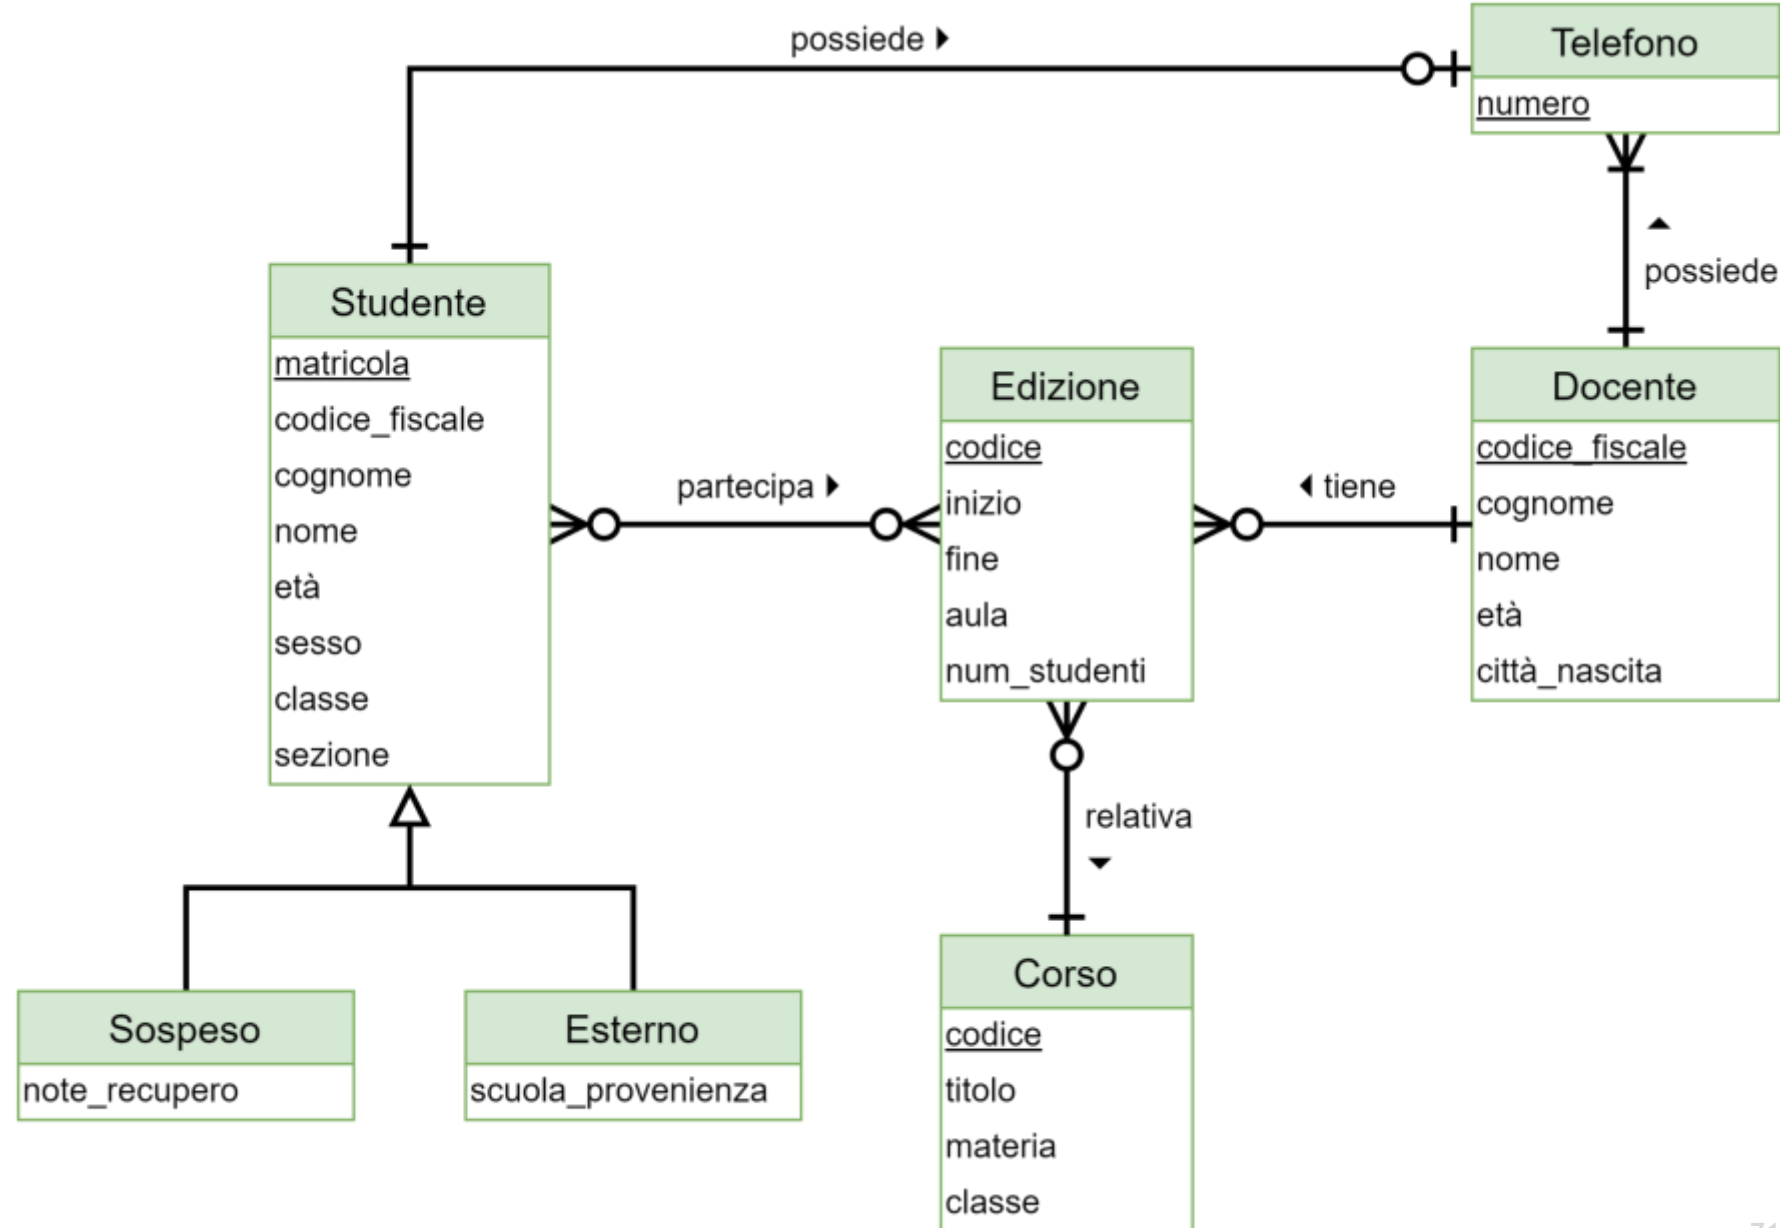 possiede
Telefono
numero
possiede
Studente
matricola
codice_fiscale
cognome
nome
età
sesso
classe
sezione
partecipa
Edizione
codice
inizio
fine
aula
num_studenti
tiene
Docente
codice_fiscale
cognome
nome
età
città_nascita
relativa
Sospeso
note_recupero
Esterno
scuola_provenienza
Corso
codice
titolo
materia
classe